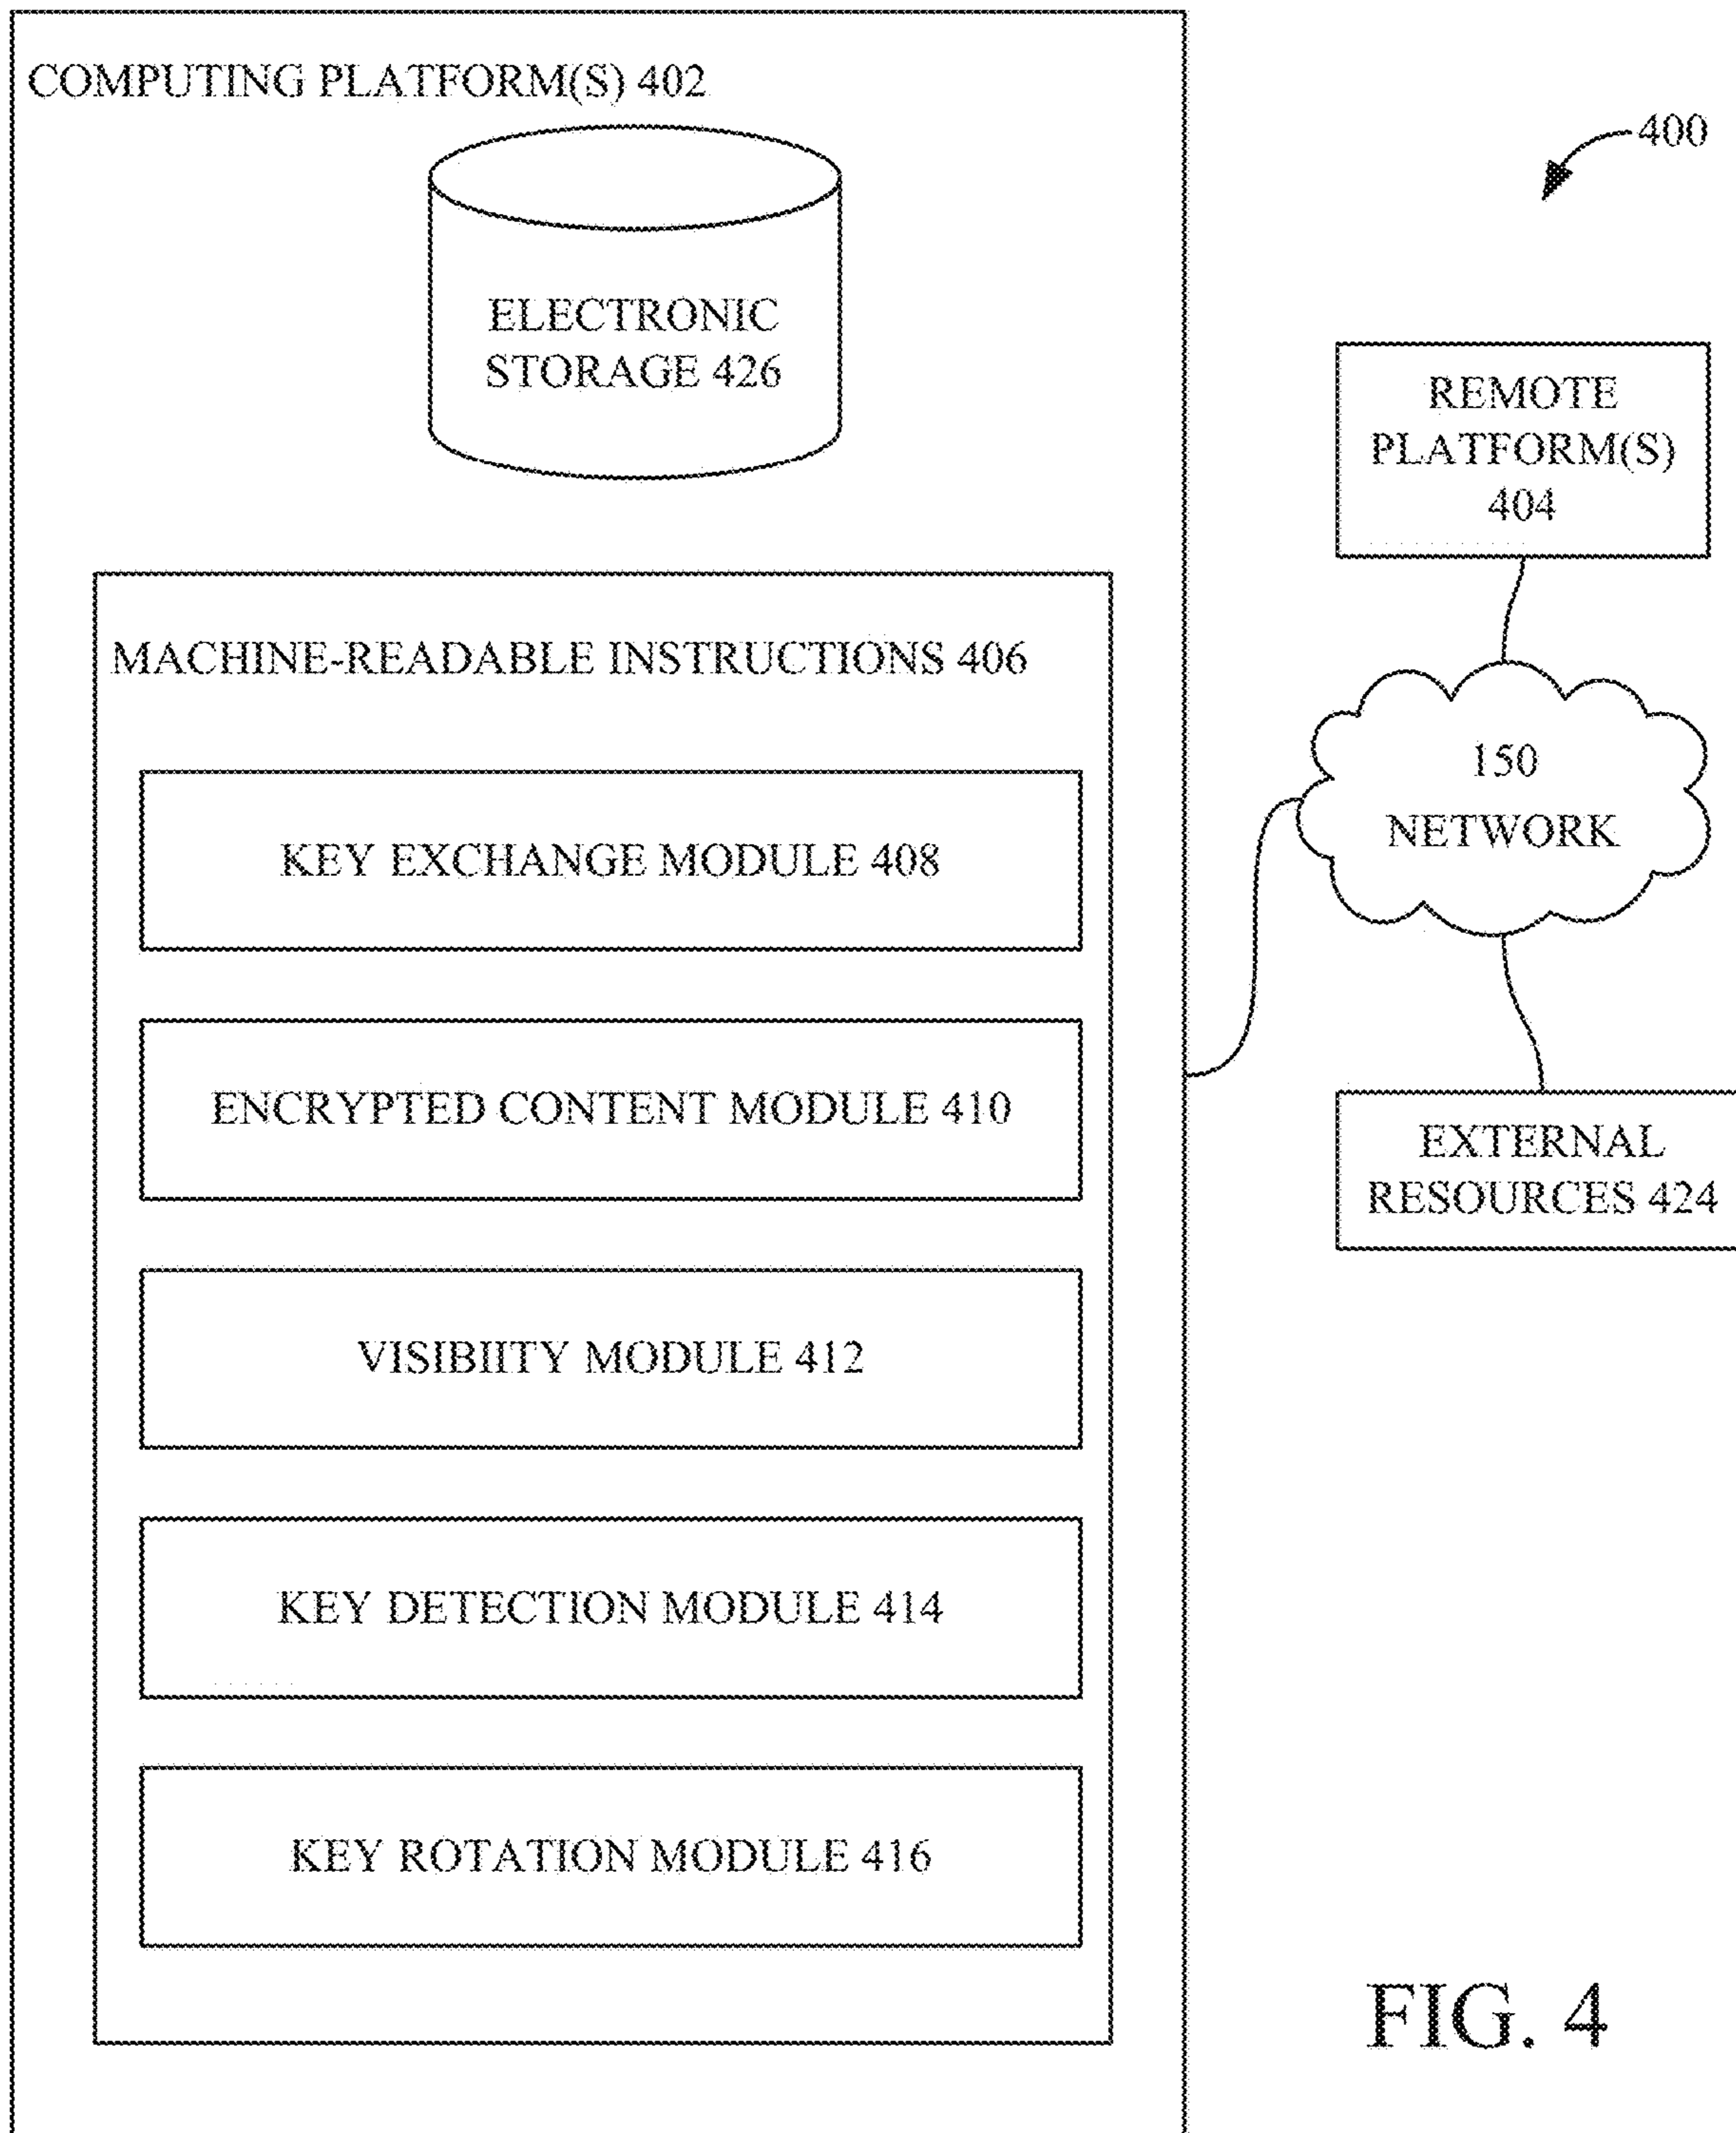 COMPUTING PLATFORM(S) 402
ELECTRONIC
STORAGE 426
MACHINE-READABLE INSTRUCTIONS 406
KEY EXCHANGE MODULE 408
ENCRYPTED CONTENT MODULE 410
VISIBIITY MODULE 412
KEY DETECTION MODULE 414
KEY ROTATION MODULE 416
400
REMOTE
PLATFORM(S)
404
150
NETWORK
EXTERNAL
RESOURCES 424
FIG. 4